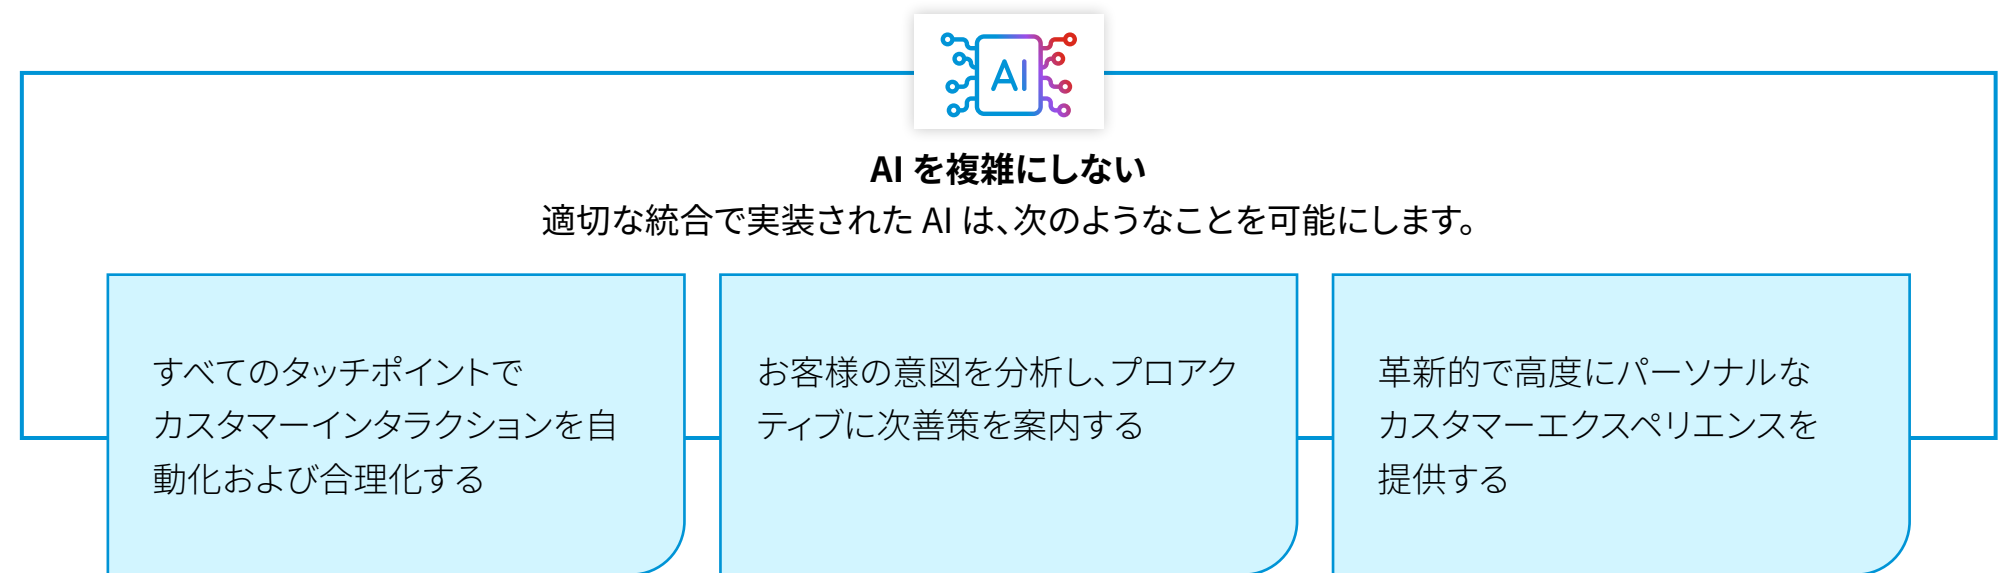 AI
AI を複雑にしない
適切な統合で実装された AI は、次のようなことを可能にします。
すべてのタッチポイントで
カスタマーインタラクションを自
動化および合理化する
お客様の意図を分析し、プロアク
ティブに次善策を案内する
革新的で高度にパーソナルな
カスタマーエクスペリエンスを
提供する